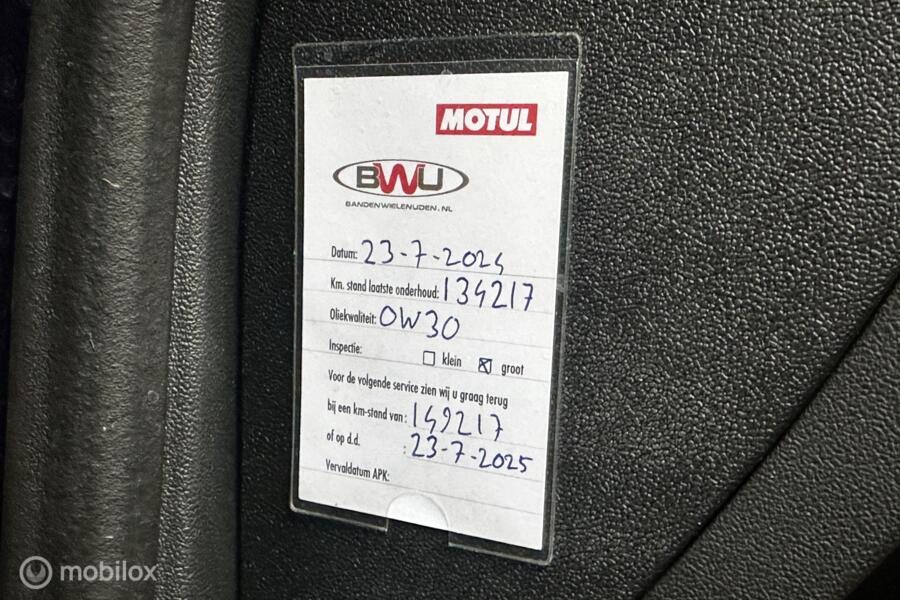 MOTUL
BWU
BANDENWIELENIJDEN.NL
Datum: 23-7-2024
Km. stand laatste onderhoud: 134217
Oliekwaliteit: 0W30
Inspectie: klein groot
Voor de volgende service zien wij u graag terug
bij een km-stand van: 149217
of op d.d. : 23-7-2025
Vervaldatum APK:
mobilox